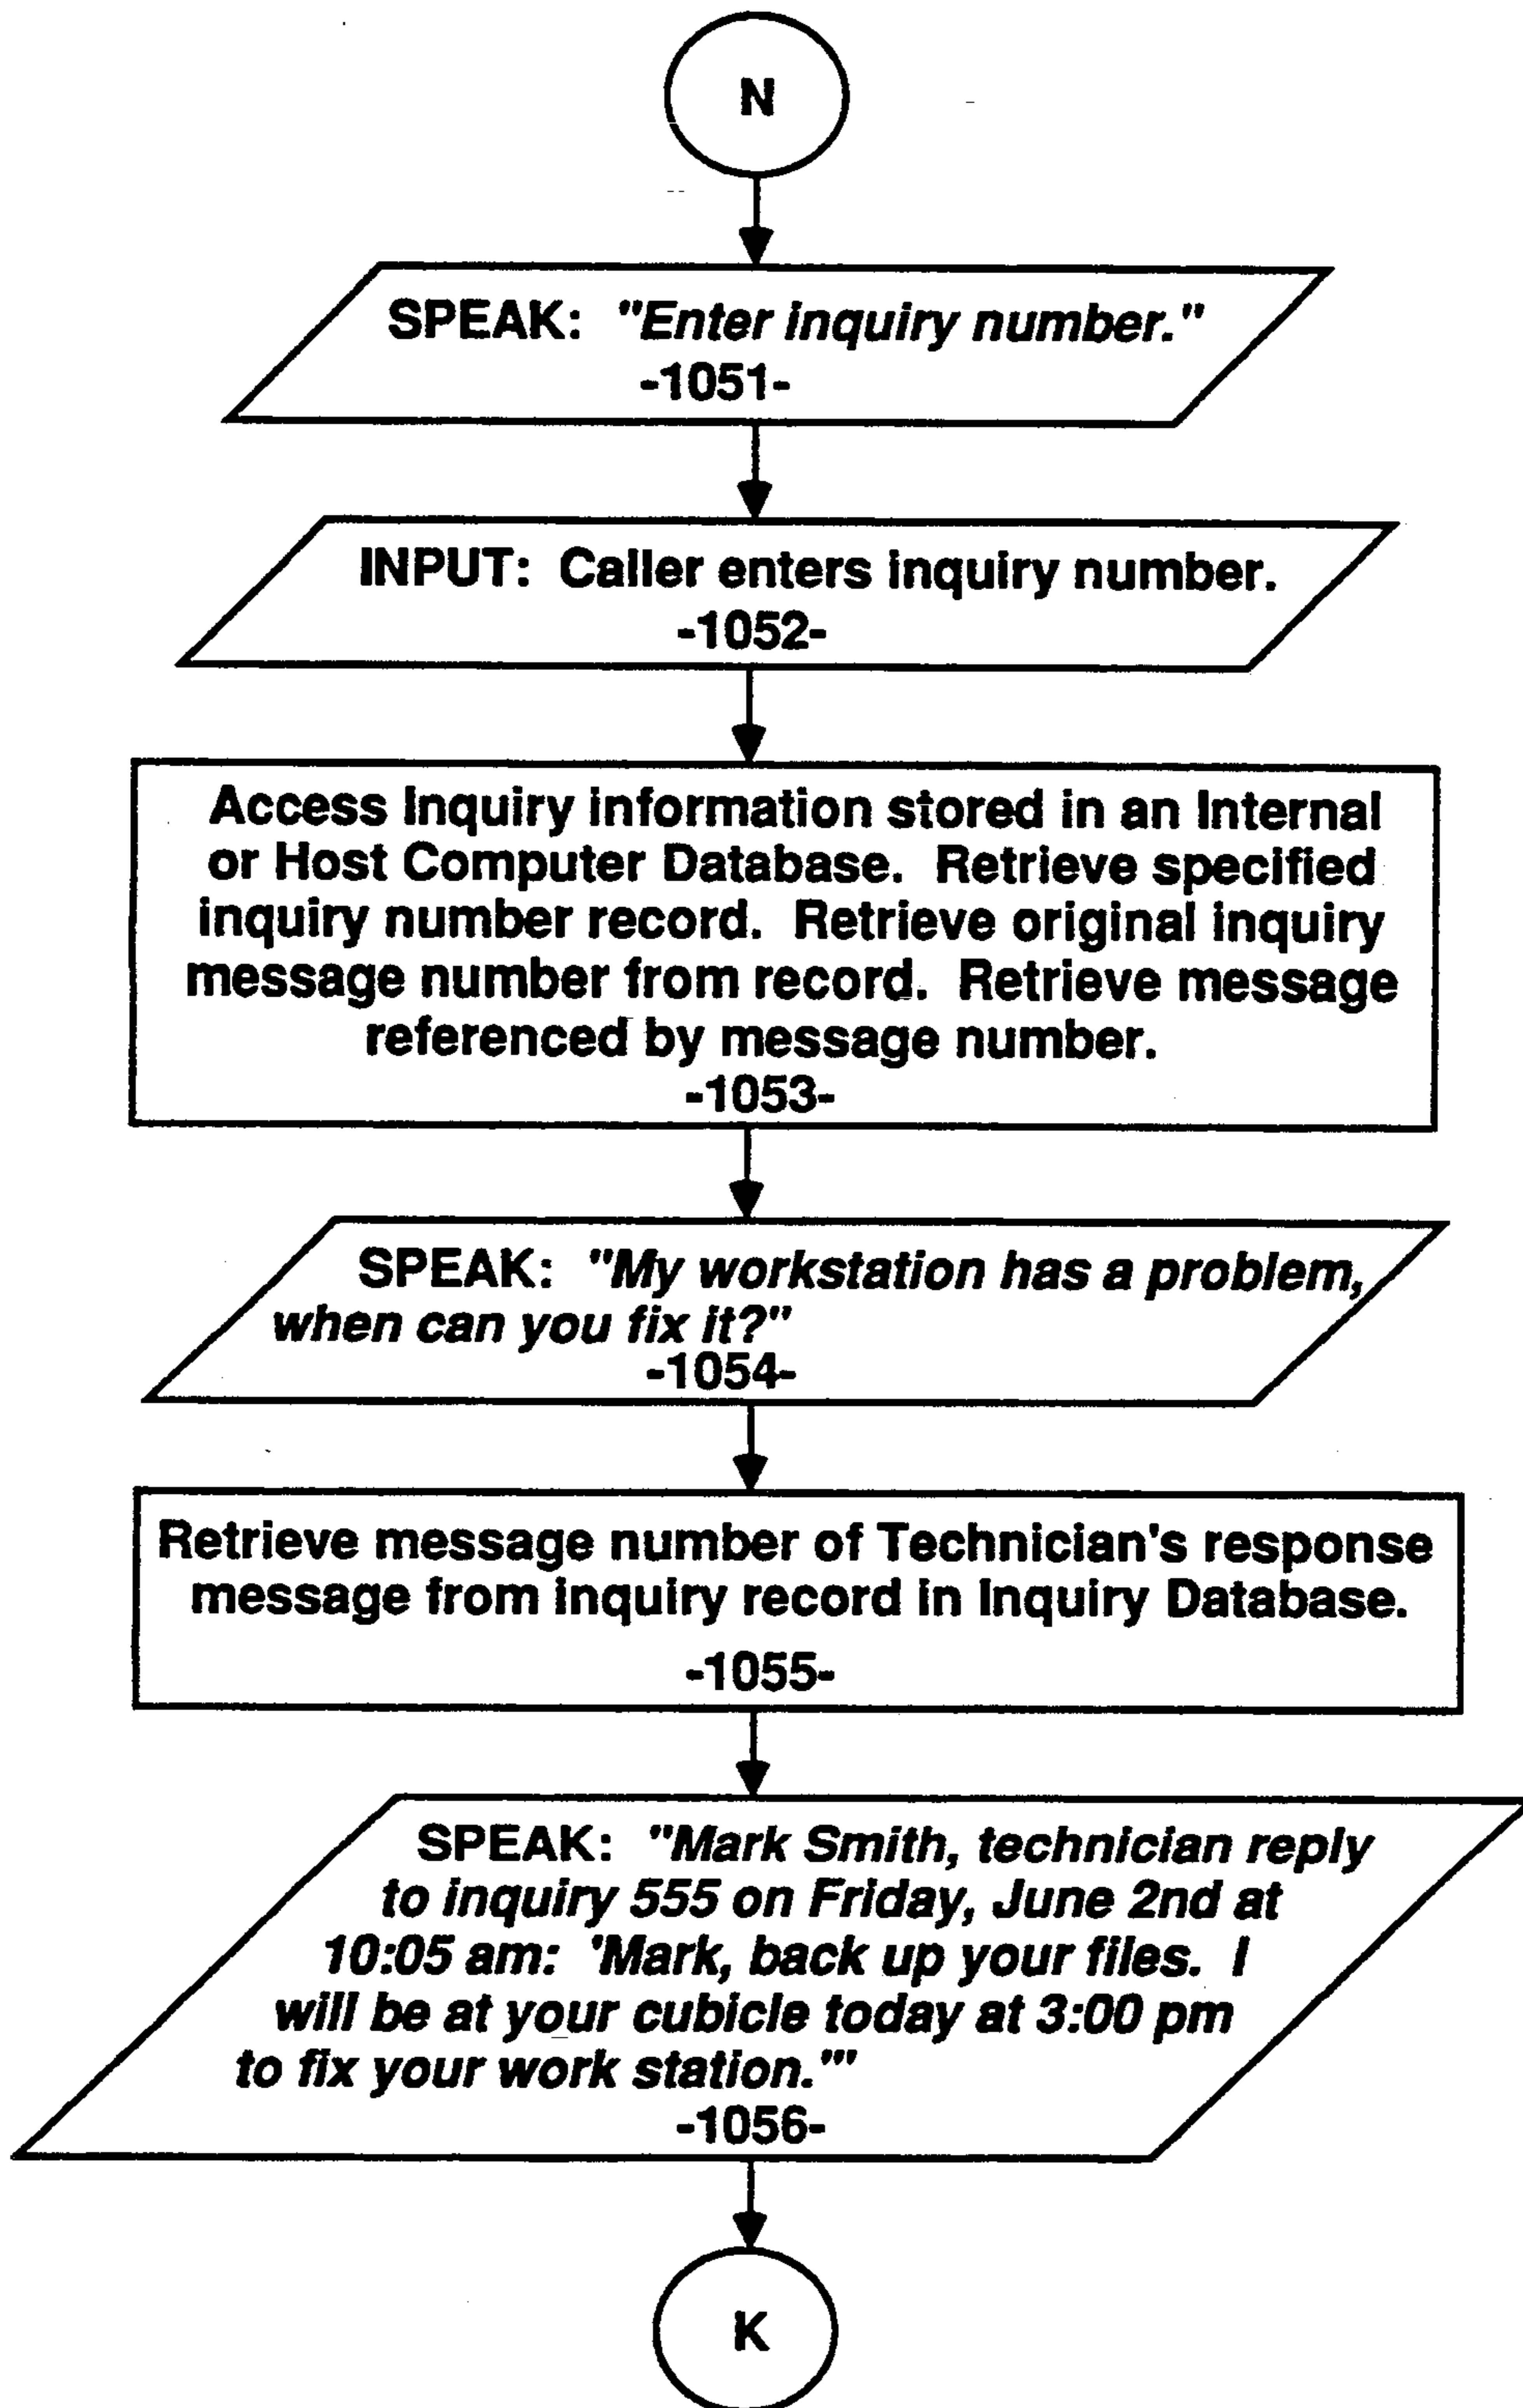 N
SPEAK: "Enter inquiry number."
-1051-
INPUT: Caller enters inquiry number.
-1052-
Access Inquiry information stored in an Internal
or Host Computer Database. Retrieve specified
inquiry number record. Retrieve original inquiry
message number from record. Retrieve message
referenced by message number.
-1053-
SPEAK: "My workstation has a problem,
when can you fix it?"
-1054-
Retrieve message number of Technician's response
message from inquiry record in Inquiry Database.
-1055-
SPEAK: "Mark Smith, technician reply
to inquiry 555 on Friday, June 2nd at
10:05 am: 'Mark, back up your files. I
will be at your cubicle today at 3:00 pm
to fix your work station.'"
-1056-
K